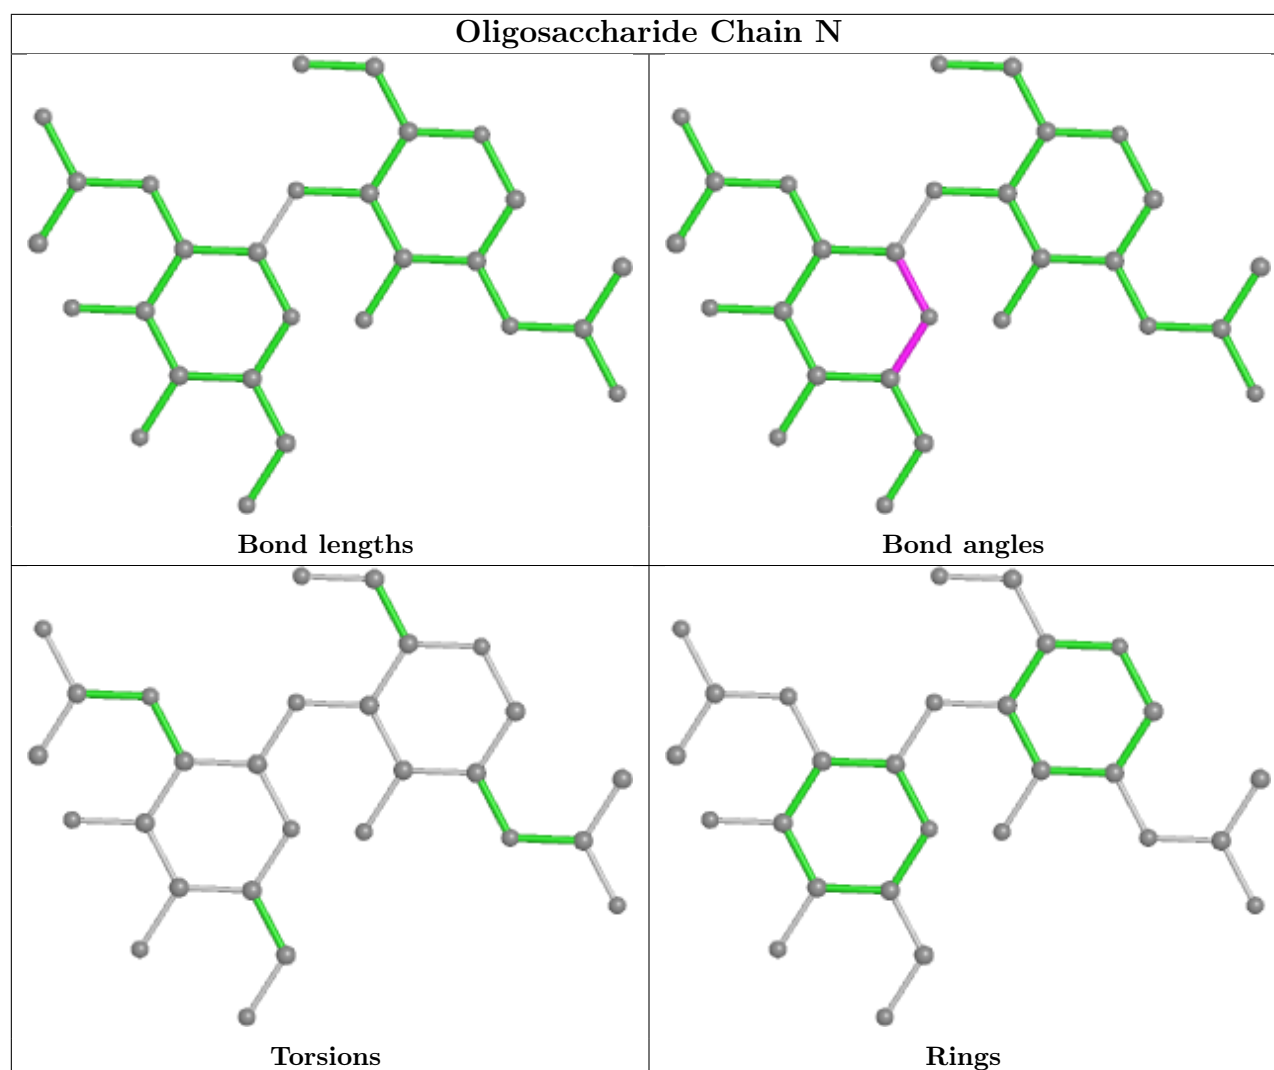 Oligosaccharide Chain N
Bond lengths
Bond angles
Torsions
Rings